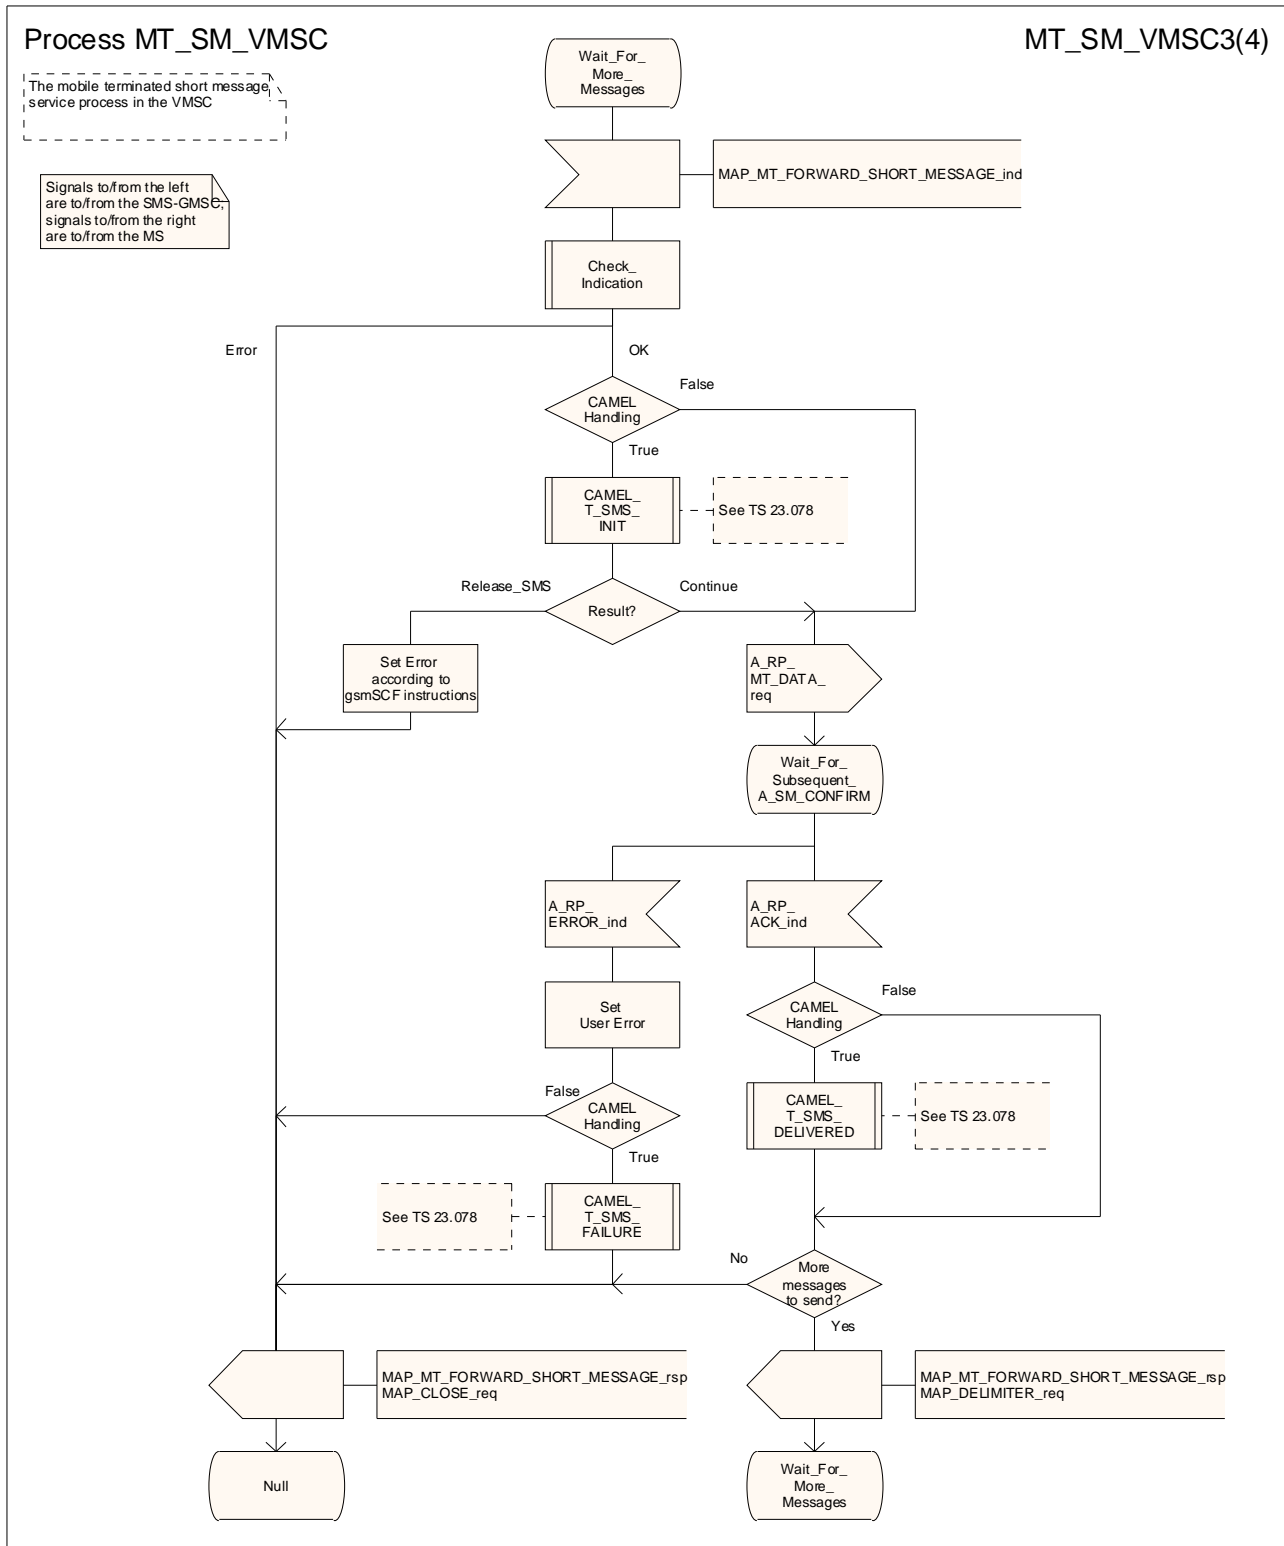 Process MT_SM_VMSC
MT_SM_VMSC3(4)
The mobile terminated short message
service process in the VMSC
Signals to/from the left
are to/from the SMS-GMSC;
signals to/from the right
are to/from the MS
Wait_For_
More_
Messages
MAP_MT_FORWARD_SHORT_MESSAGE_ind
Check_
Indication
Error
OK
CAMEL
Handling
False
True
CAMEL_
T_SMS_
INIT
See TS 23.078
Release_SMS
Result?
Continue
Set Error
according to
gsmSCF instructions
A_RP_
MT_DATA_
req
Wait_For_
Subsequent_
A_SM_CONFIRM
A_RP_
ERROR_ind
A_RP_
ACK_ind
Set
User Error
CAMEL
Handling
False
True
False
CAMEL
Handling
True
CAMEL_
T_SMS_
DELIVERED
See TS 23.078
See TS 23.078
CAMEL_
T_SMS_
FAILURE
No
More
messages
to send?
Yes
MAP_MT_FORWARD_SHORT_MESSAGE_rsp
MAP_CLOSE_req
MAP_MT_FORWARD_SHORT_MESSAGE_rsp
MAP_DELIMITER_req
Null
Wait_For_
More_
Messages